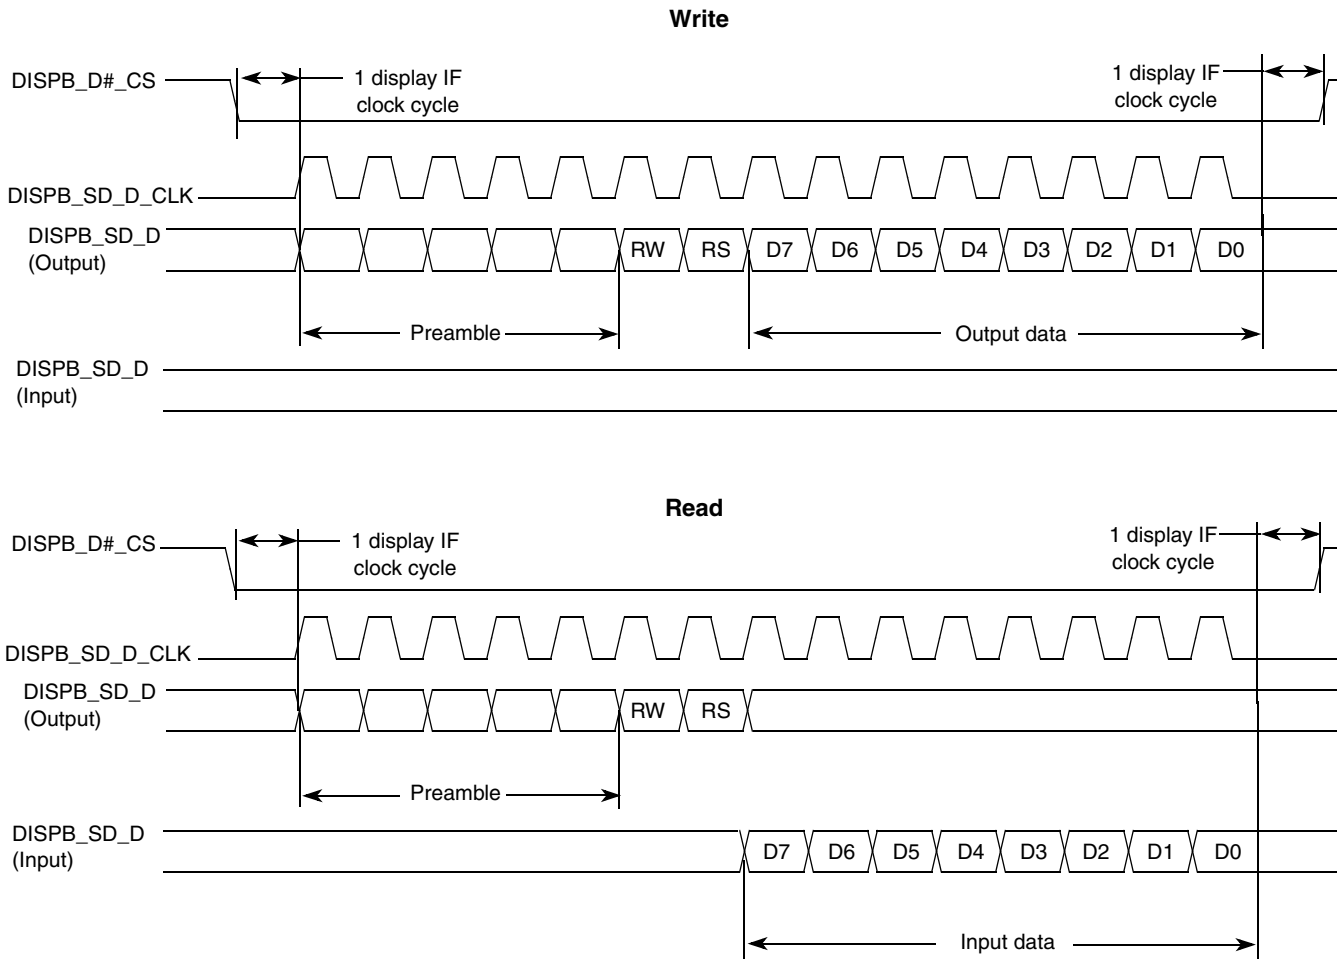 Write
DISPB_D#_CS
1 display IF
clock cycle
1 display IF
clock cycle
DISPB_SD_D_CLK
DISPB_SD_D
(Output)
RW RS D7 D6 D5 D4 D3 D2 D1 D0
Preamble
Output data
DISPB_SD_D
(Input)
Read
DISPB_D#_CS
1 display IF
clock cycle
1 display IF
clock cycle
DISPB_SD_D_CLK
DISPB_SD_D
(Output)
RW RS
Preamble
DISPB_SD_D
(Input)
D7 D6 D5 D4 D3 D2 D1 D0
Input data